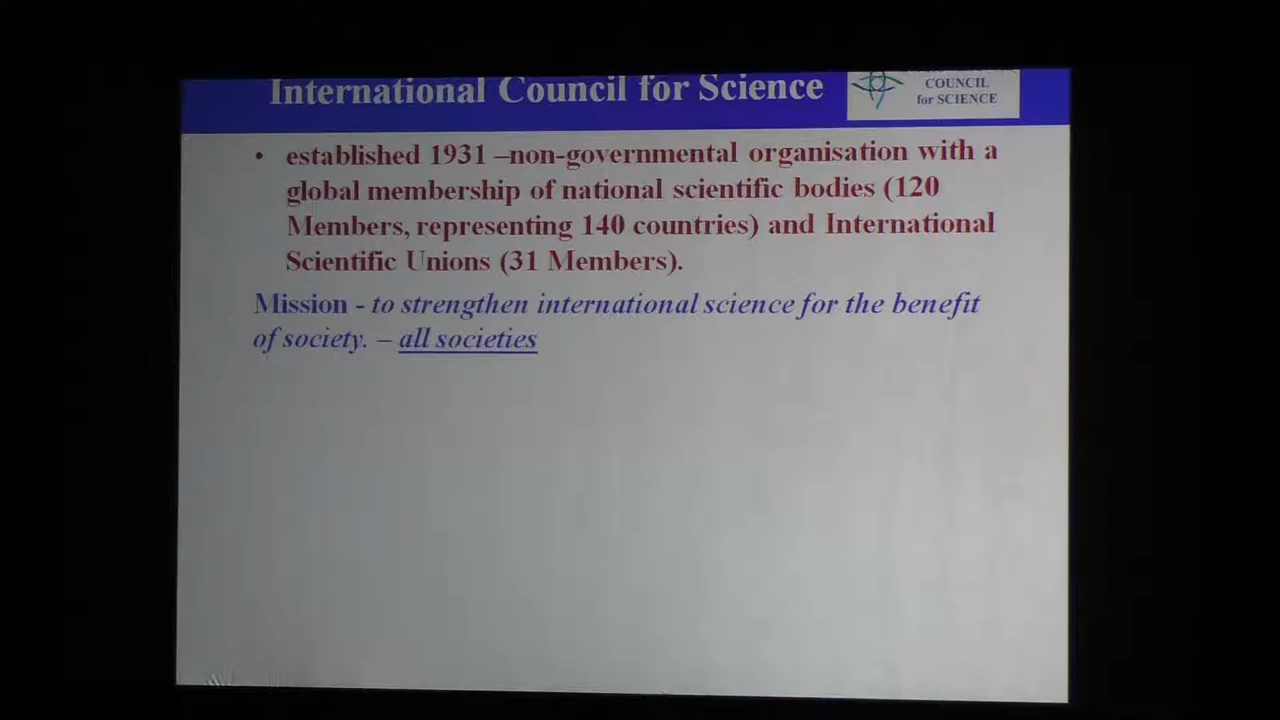 International Council for Science
COUNCIL
for SCIENCE
• established 1931 –non-governmental organisation with a
global membership of national scientific bodies (120
Members, representing 140 countries) and International
Scientific Unions (31 Members).
Mission - to strengthen international science for the benefit
of society. – all societies